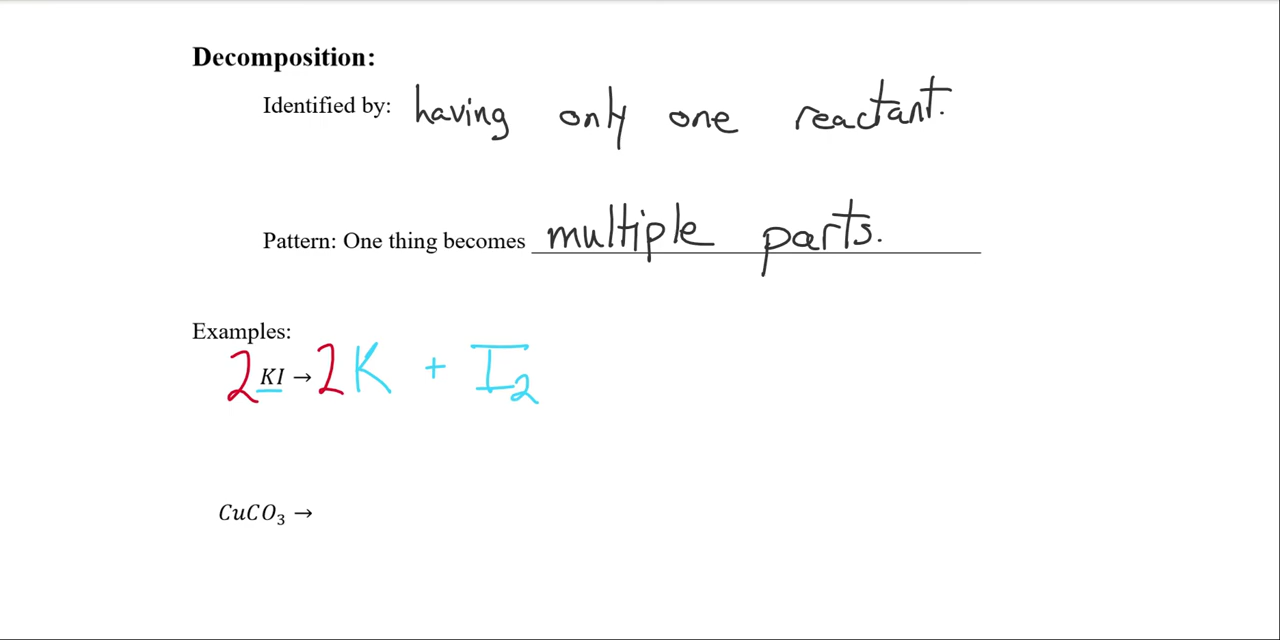 Decomposition:
Identified by: having only one reactant.
Pattern: One thing becomes multiple parts.
Examples:
2KI → 2K + I₂
CuCO₃ →